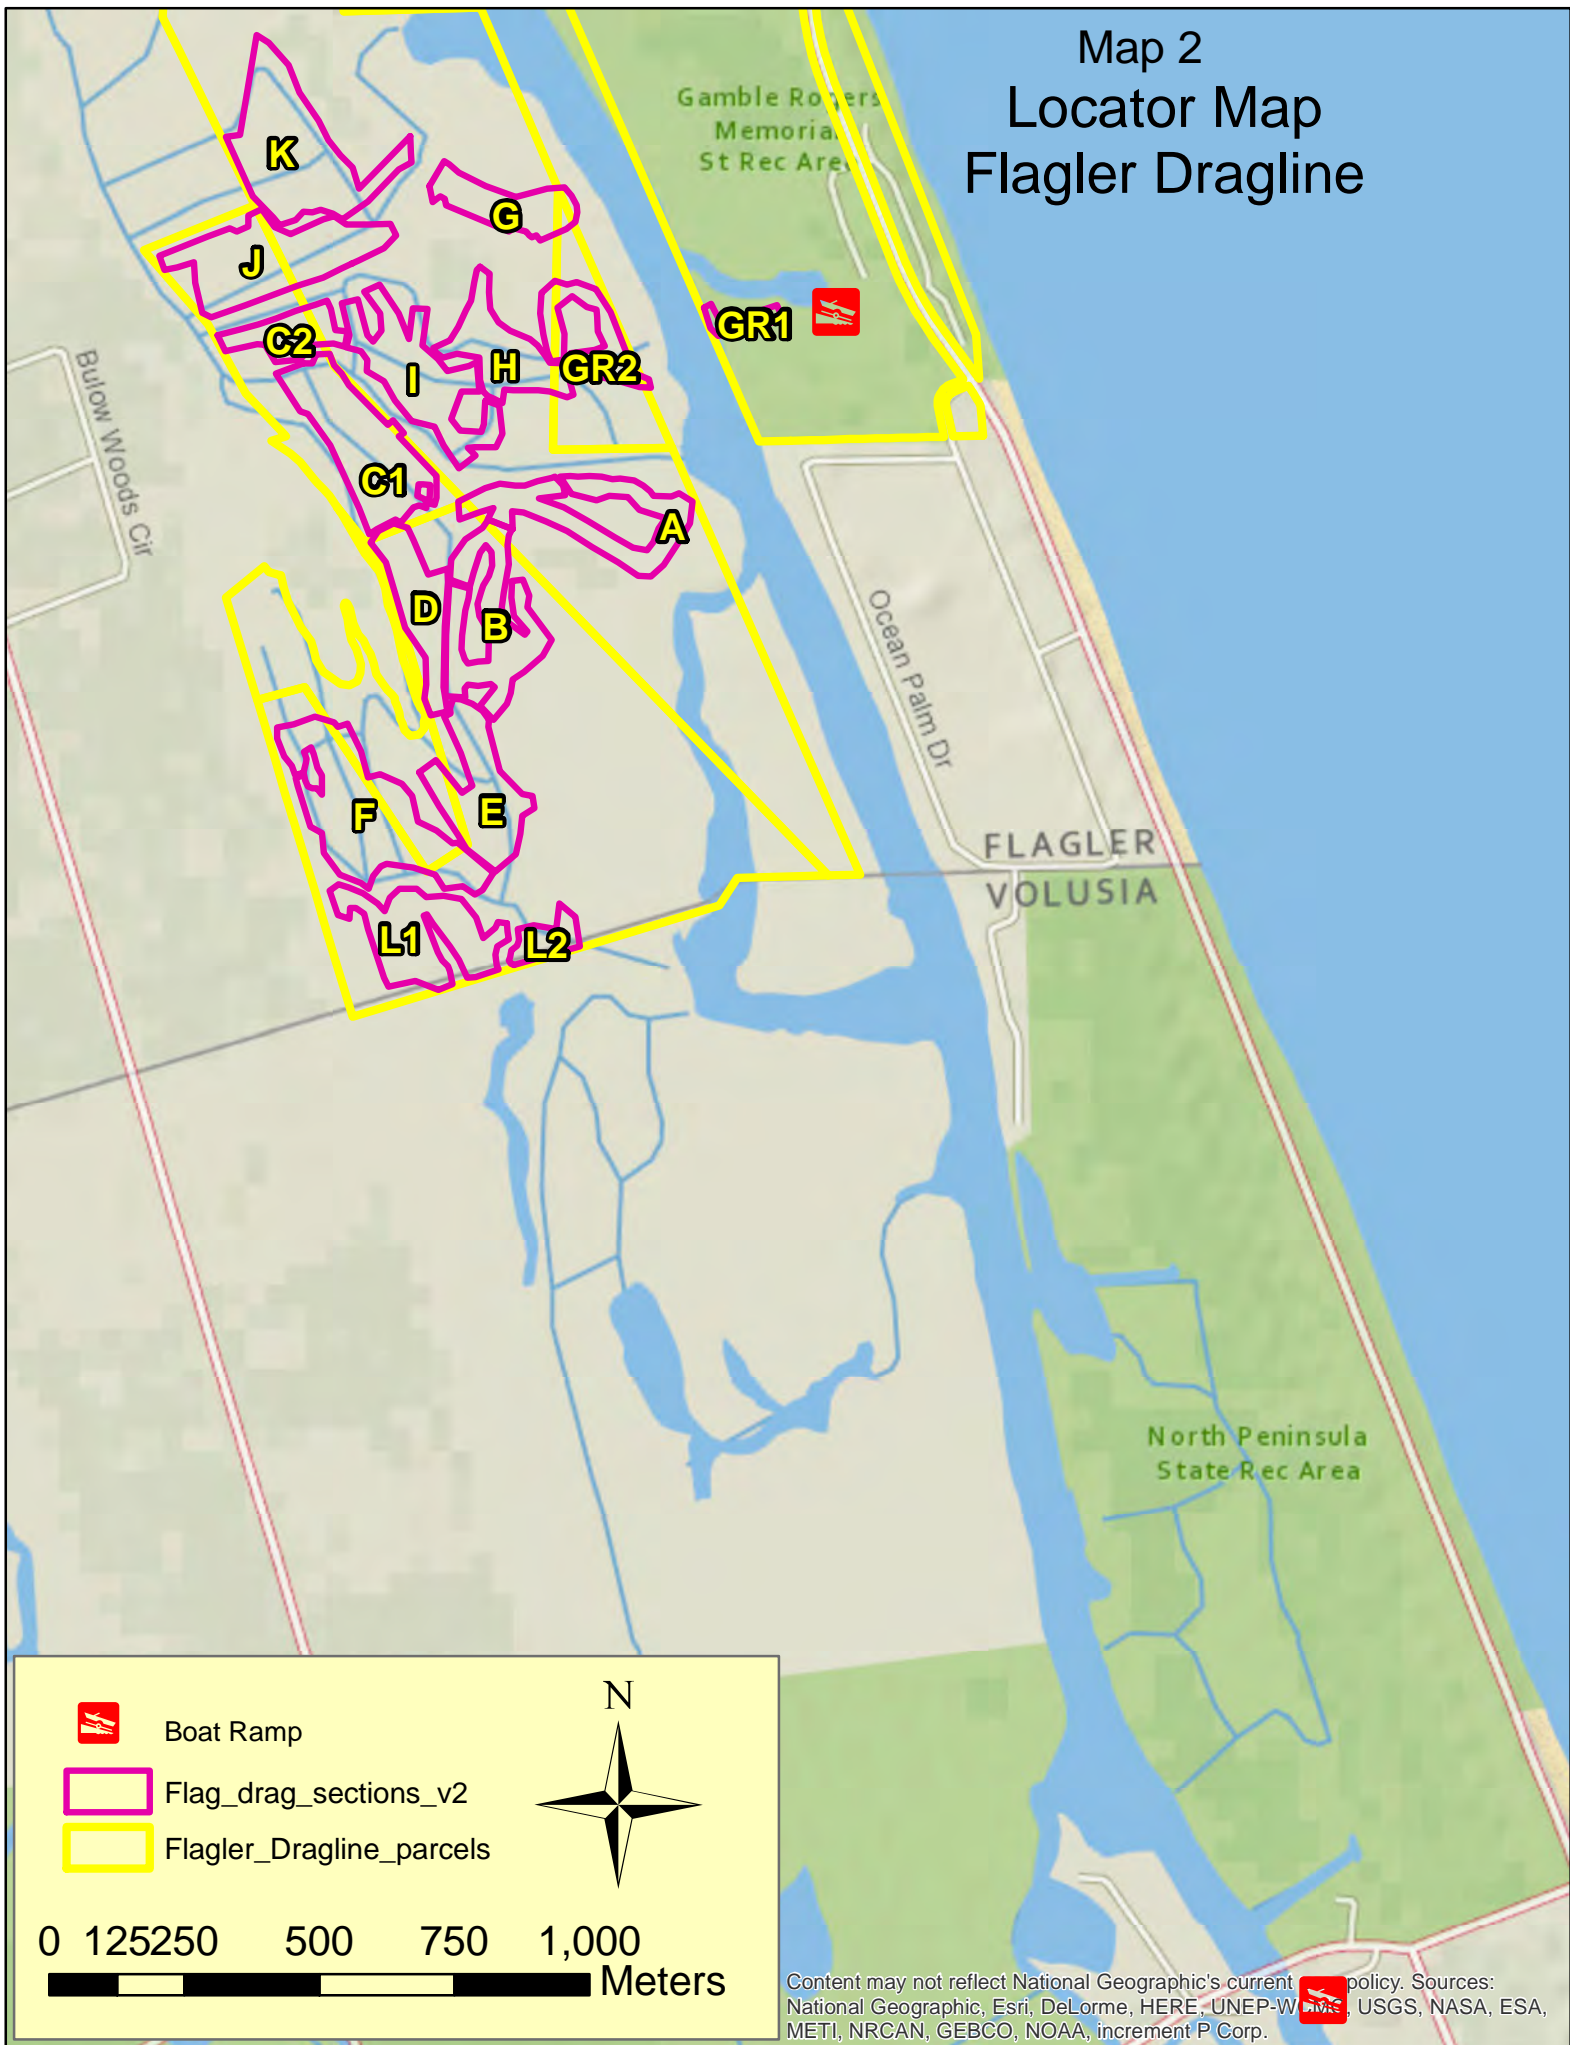 Map 2
Locator Map
Flagler Dragline
Gamble Rogers
Memorial
St Rec Area
K
G
J
GR1
C2
H
GR2
I
Bulow Woods Cir
C1
A
D
B
Ocean Palm Dr
F
E
FLAGLER
VOLUSIA
L1
L2
North Peninsula
State Rec Area
N
Boat Ramp
Flag_drag_sections_v2
Flagler_Dragline_parcels
0 125250 500 750 1,000
Meters
Content may not reflect National Geographic's current policy. Sources:
National Geographic, Esri, DeLorme, HERE, UNEP-WCMC, USGS, NASA, ESA,
METI, NRCAN, GEBCO, NOAA, increment P Corp.